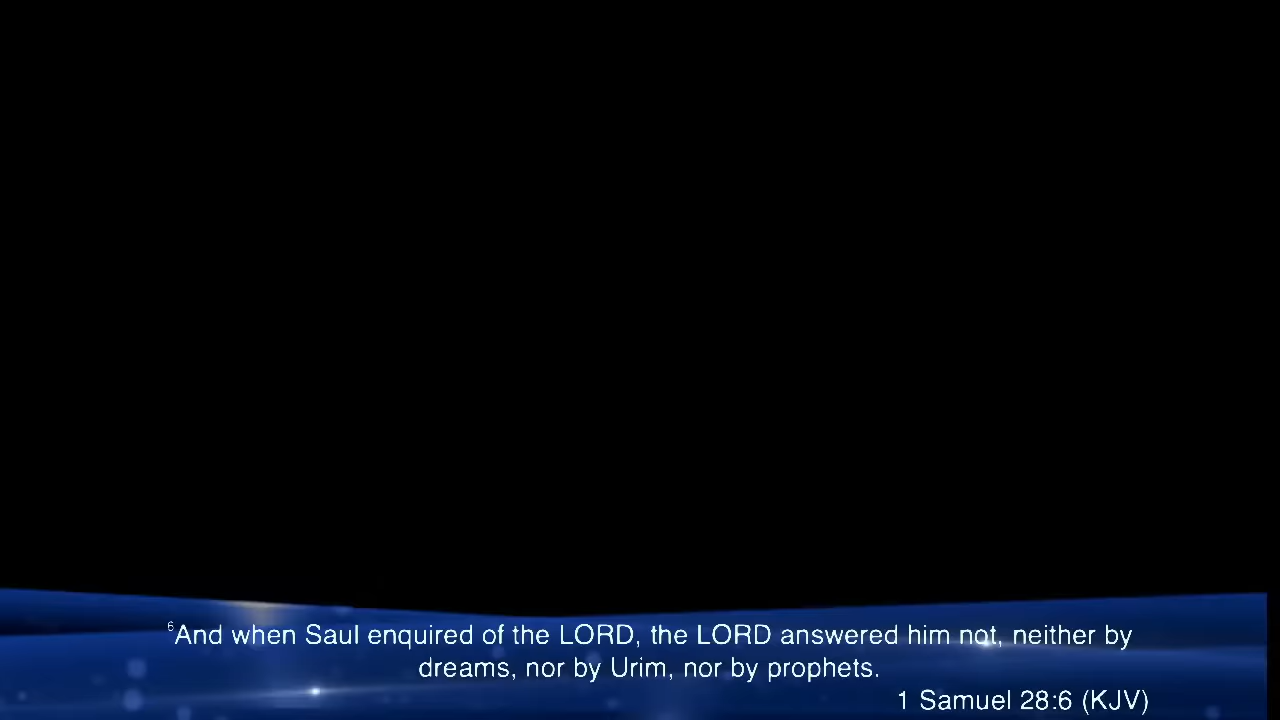 ⁶And when Saul enquired of the LORD, the LORD answered him not, neither by
dreams, nor by Urim, nor by prophets.
1 Samuel 28:6 (KJV)